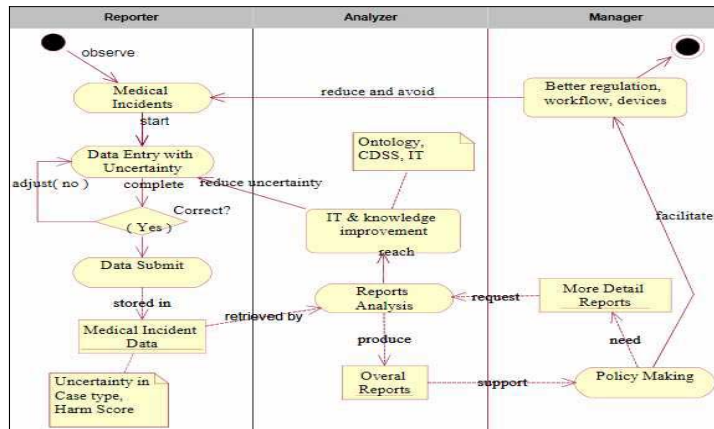 Reporter
Analyzer
Manager
observe
Medical
Incidents
start
Data Entry with
Uncertainty
adjust( no )
complete
Correct?
( Yes )
Data Submit
stored in
Medical Incident
Data
Uncertainty in
Case type,
Harm Score
retrieved by
reduce and avoid
Ontology,
CDSS, IT
reduce uncertainty
IT & knowledge
improvement
reach
Reports
Analysis
produce
Overal
Reports
support
request
Better regulation,
workflow, devices
facilitate
More Detail
Reports
need
Policy Making